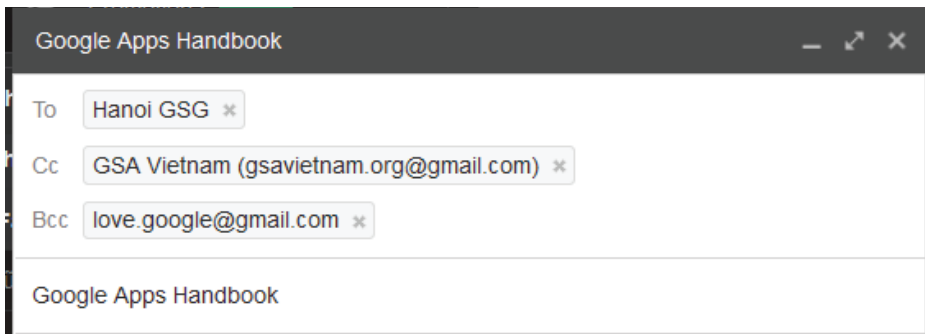 Google Apps Handbook
To Hanoi GSG
Cc GSA Vietnam (gsavietnam.org@gmail.com)
Bcc love.google@gmail.com
Google Apps Handbook